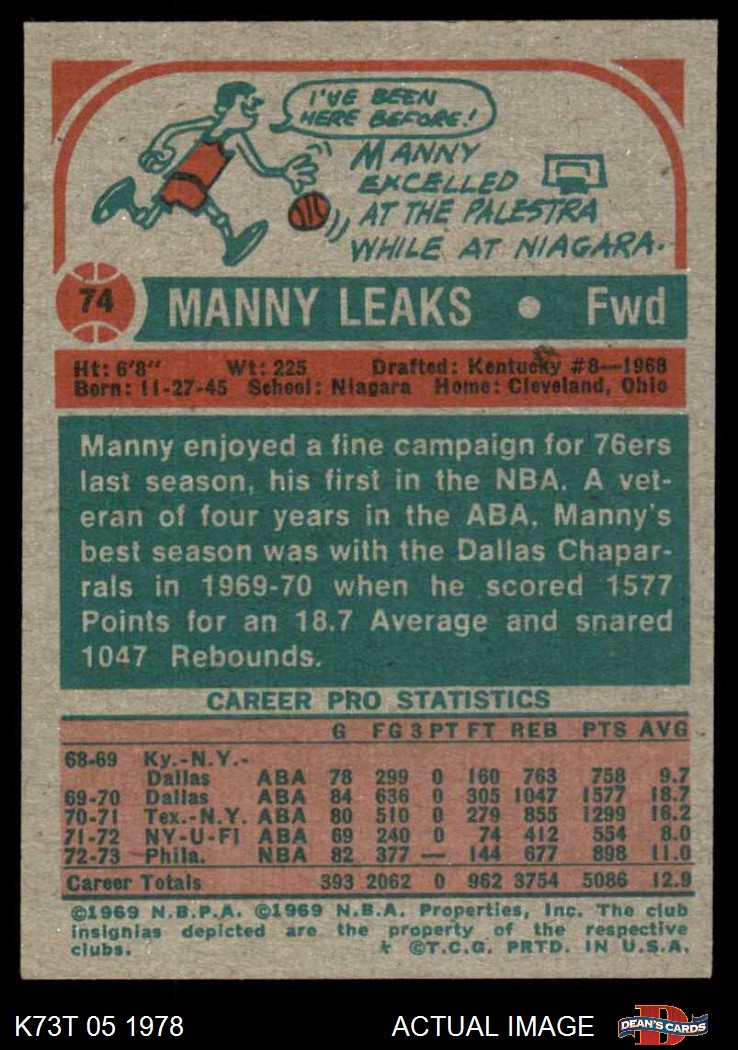 I'VE BEEN
HERE BEFORE!
MANNY
EXCELLED
AT THE PALESTRA
WHILE AT NIAGARA.
74 MANNY LEAKS • Fwd
Ht: 6'8" Wt: 225 Drafted: Kentucky #8—1968
Born: 11-27-45 School: Niagara Home: Cleveland, Ohio
Manny enjoyed a fine campaign for 76ers
last season, his first in the NBA. A vet-
eran of four years in the ABA, Manny's
best season was with the Dallas Chapar-
rals in 1969-70 when he scored 1577
Points for an 18.7 Average and snared
1047 Rebounds.
CAREER PRO STATISTICS
G FG 3PT FT REB PTS AVG
68-69 Ky.-N.Y.-
Dallas ABA 78 299 0 160 763 758 9.7
69-70 Dallas ABA 84 636 0 305 1047 1577 18.7
70-71 Tex.-N.Y. ABA 80 510 0 279 855 1299 16.2
71-72 NY-U-Fl ABA 69 240 0 74 412 554 8.0
72-73 Phila. NBA 82 377 — 144 677 898 11.0
Career Totals 393 2062 0 962 3754 5086 12.9
©1969 N.B.P.A. ©1969 N.B.A. Properties, Inc. The club
insignias depicted are the property of the respective
clubs. * ©T.C.G. PRTD. IN U.S.A.
K73T 05 1978 ACTUAL IMAGE DEAN'S CARDS